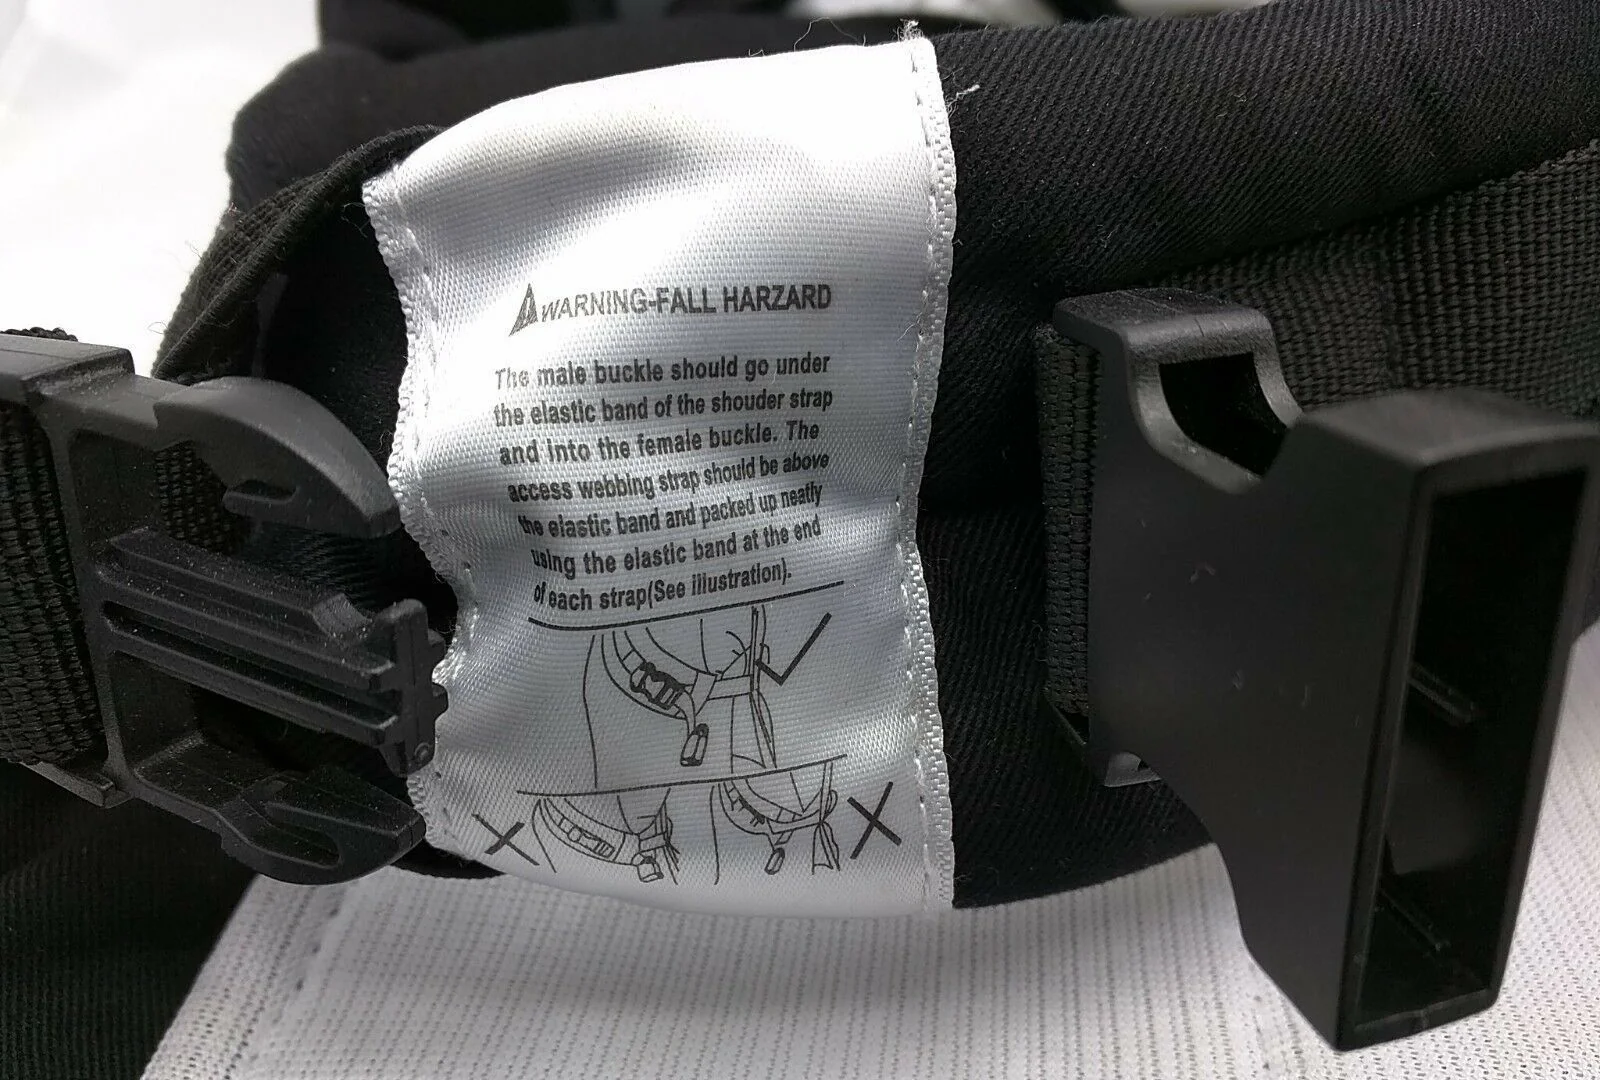 WARNING-FALL HARZARD
The male buckle should go under
the elastic band of the shouder strap
and into the female buckle. The
access webbing strap should be above
the elastic band and packed up neatly
using the elastic band at the end
of each strap(See illustration).